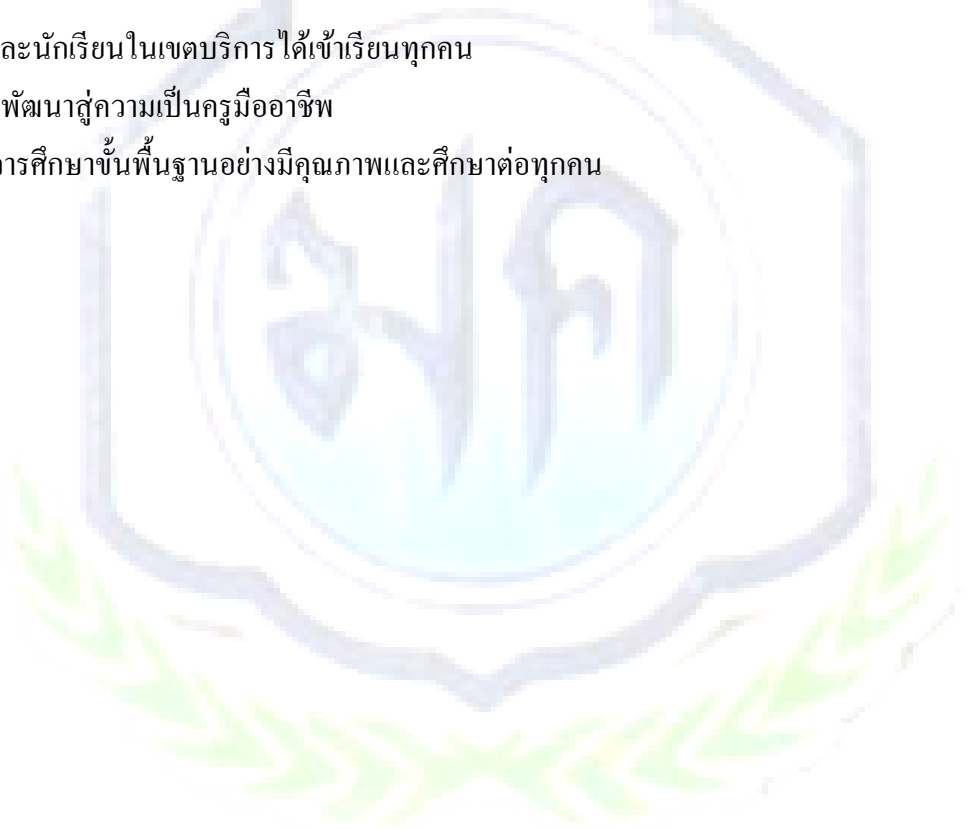 ละนักเรียนในเขตบริการได้เข้าเรียนทุกคน
พัฒนาสู่ความเป็นครูมืออาชีพ
ารศึกษาขั้นพื้นฐานอย่างมีคุณภาพและศึกษาต่อทุกคน
มค